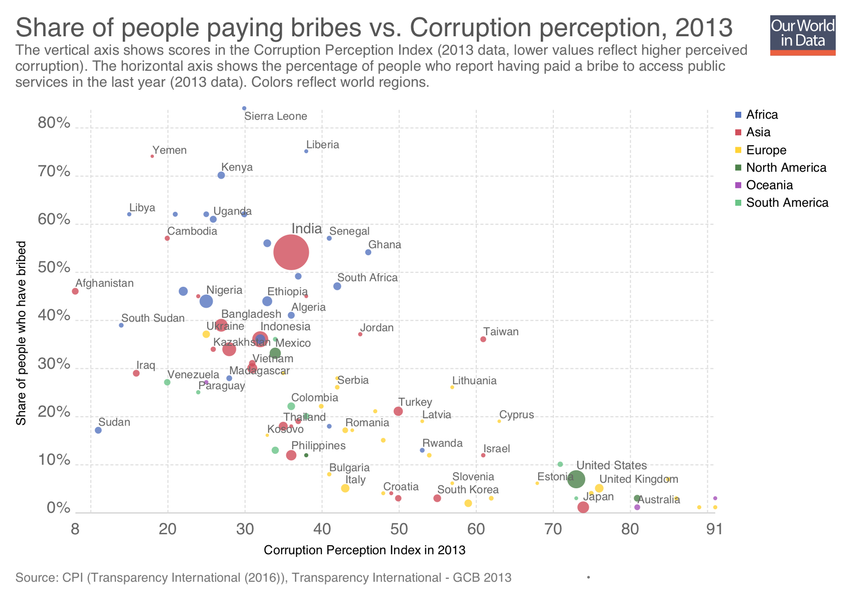 Share of people paying bribes vs. Corruption perception, 2013
Our World
in Data
The vertical axis shows scores in the Corruption Perception Index (2013 data, lower values reflect higher perceived
corruption). The horizontal axis shows the percentage of people who report having paid a bribe to access public
services in the last year (2013 data). Colors reflect world regions.
Africa
Asia
Europe
North America
Oceania
South America
Share of people who have bribed
80%
70%
60%
50%
40%
30%
20%
10%
0%
Sierra Leone
Liberia
Yemen
Kenya
Libya
Uganda
Cambodia
India
Senegal
Ghana
Afghanistan
Nigeria
Ethiopia
South Africa
Algeria
South Sudan
Bangladesh
Ukraine
Indonesia
Jordan
Taiwan
Kazakhstan
Mexico
Vietnam
Iraq
Madagascar
Venezuela
Paraguay
Serbia
Lithuania
Colombia
Turkey
Sudan
Thailand
Kosovo
Romania
Latvia
Cyprus
Philippines
Rwanda
Israel
Bulgaria
Italy
Croatia
South Korea
Slovenia
Estonia
United States
United Kingdom
Japan
Australia
8
20
30
40
50
60
70
80
91
Corruption Perception Index in 2013
Source: CPI (Transparency International (2016)), Transparency International - GCB 2013